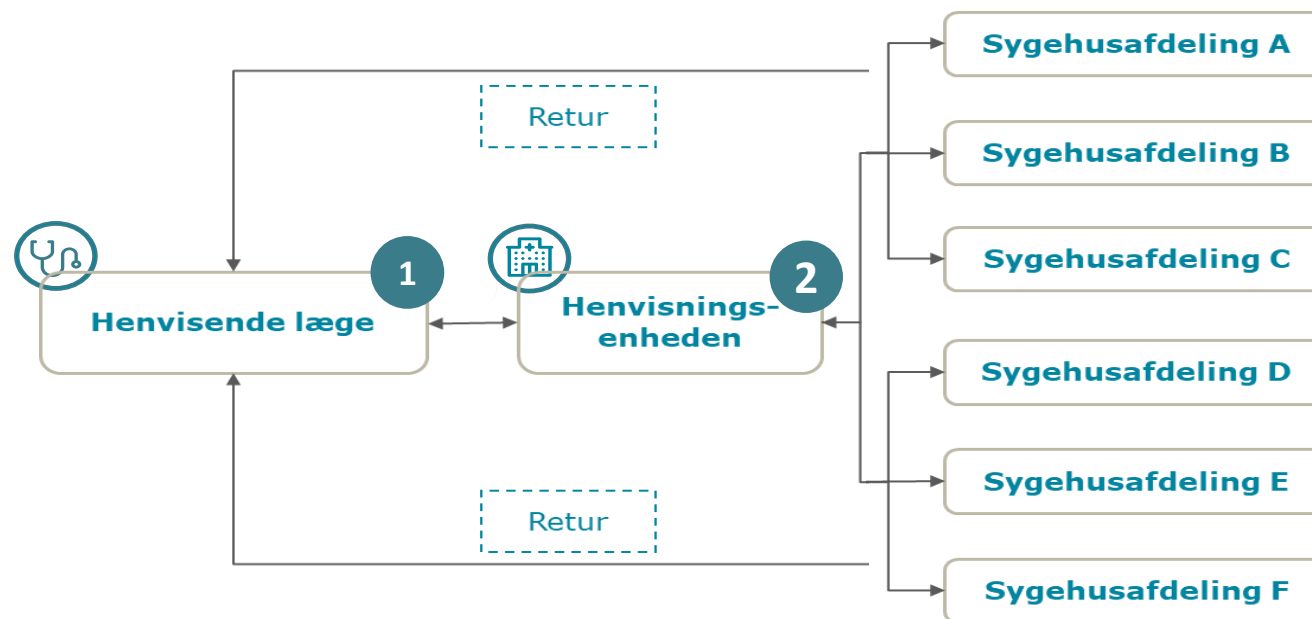 Sygehusafdeling A
Retur
Sygehusafdeling B
1
2
Sygehusafdeling C
Henvisende læge
Henvisnings-
enheden
Sygehusafdeling D
Sygehusafdeling E
Retur
Sygehusafdeling F